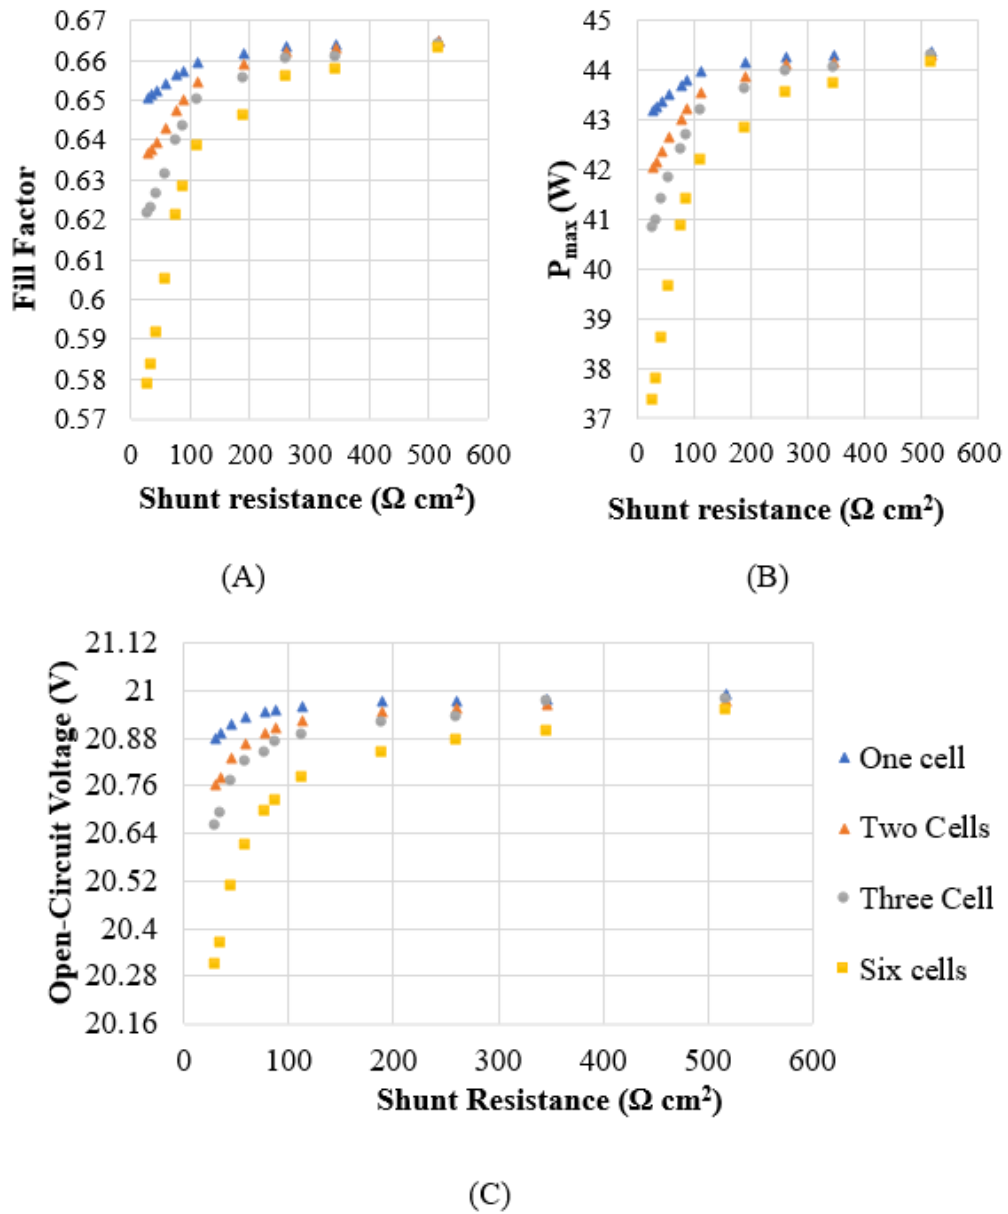 0.67
0.66
0.65
0.64
0.63
0.62
0.61
0.6
0.59
0.58
0.57
Fill Factor
0 100 200 300 400 500 600
Shunt resistance (Ω cm²)
(A)
45
44
43
42
41
40
39
38
37
Pmax (W)
0 100 200 300 400 500 600
Shunt resistance (Ω cm²)
(B)
21.12
21
20.88
20.76
20.64
20.52
20.4
20.28
20.16
Open-Circuit Voltage (V)
0 100 200 300 400 500 600
Shunt Resistance (Ω cm²)
One cell
Two Cells
Three Cell
Six cells
(C)